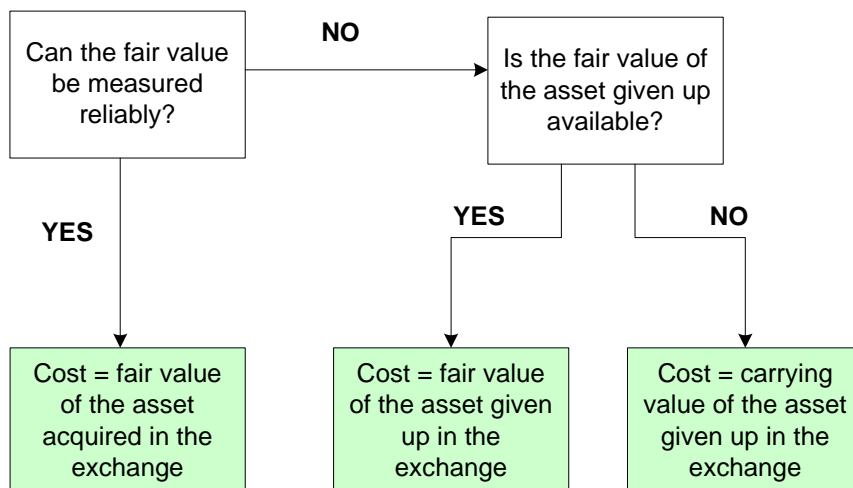 Can the fair value
be measured
reliably?
NO
Is the fair value of
the asset given up
available?
YES
YES
NO
Cost = fair value
of the asset
acquired in the
exchange
Cost = fair value
of the asset given
up in the
exchange
Cost = carrying
value of the asset
given up in the
exchange